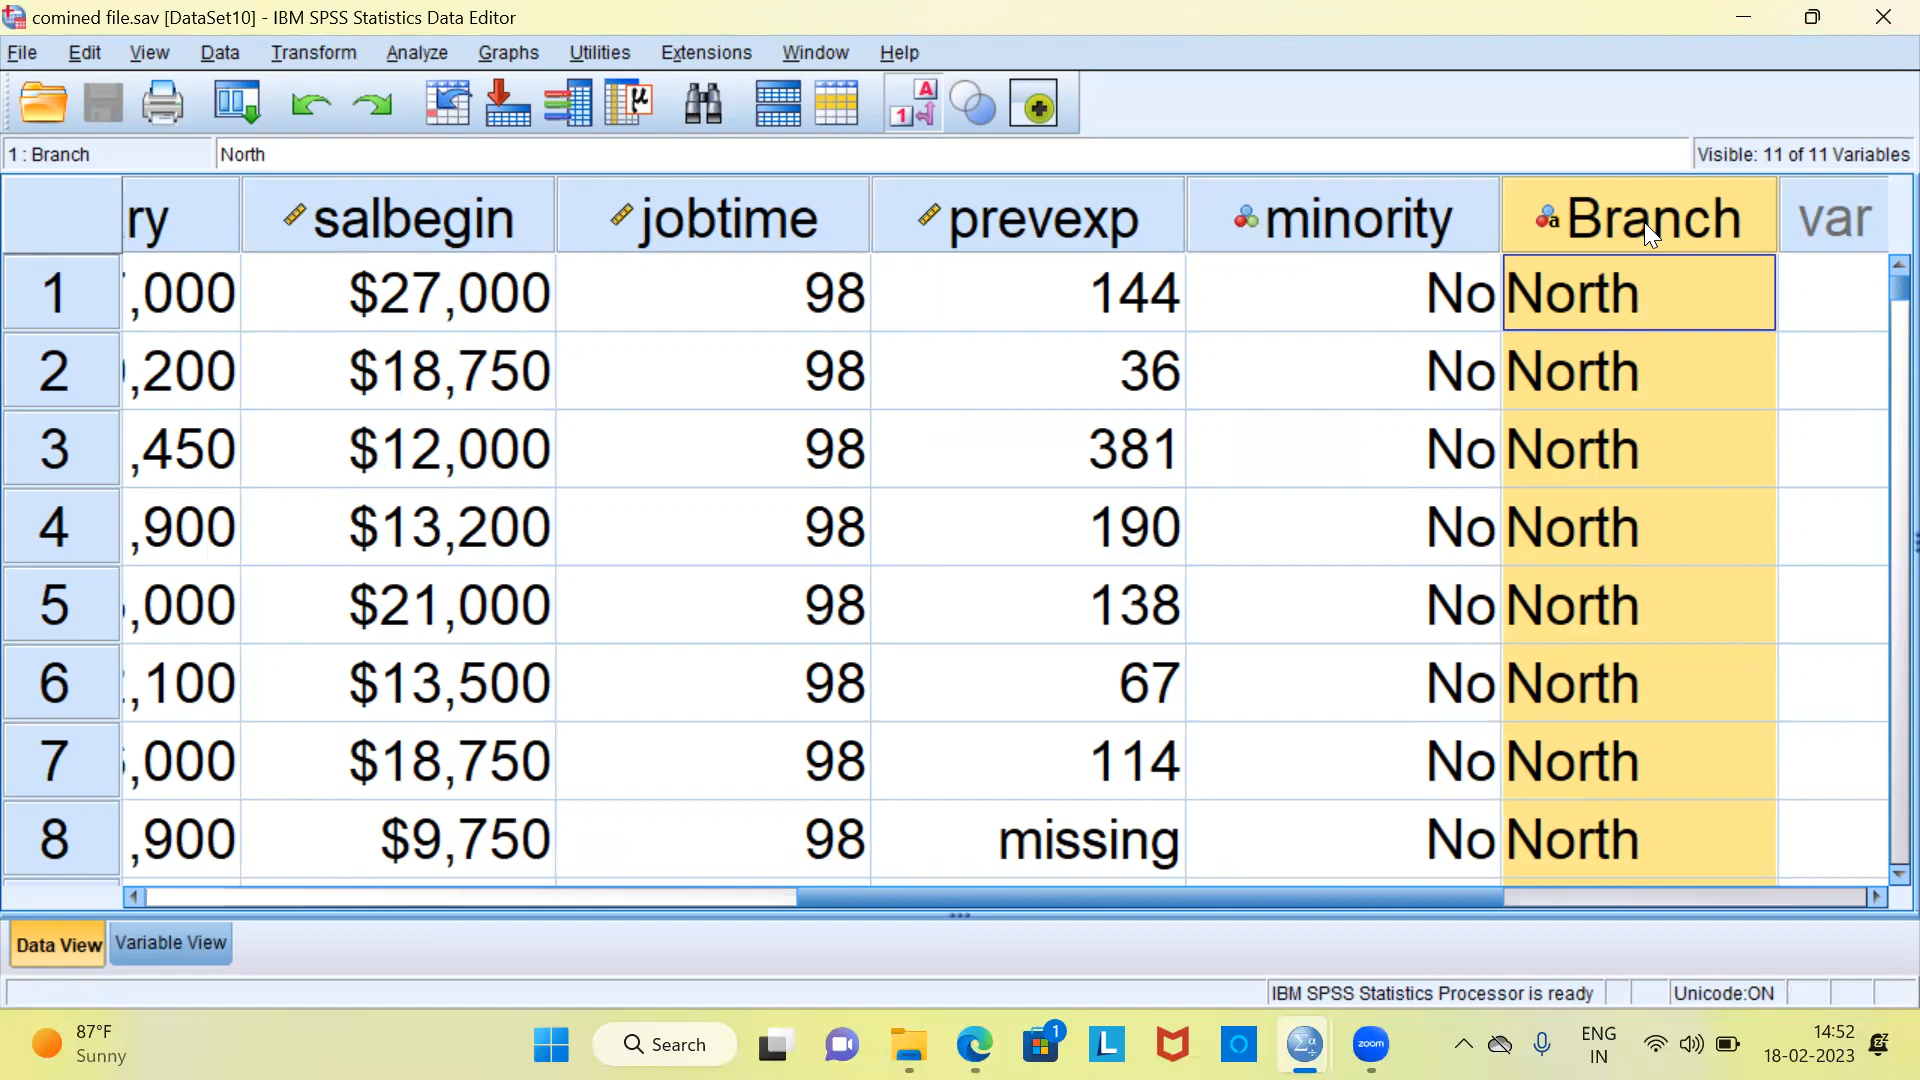 comined file.sav [DataSet10] - IBM SPSS Statistics Data Editor
File Edit View Data Transform Analyze Graphs Utilities Extensions Window Help
1 : Branch North Visible: 11 of 11 Variables
ry salbegin jobtime prevexp minority Branch var
1 ,000 $27,000 98 144 No North
2 ,200 $18,750 98 36 No North
3 ,450 $12,000 98 381 No North
4 ,900 $13,200 98 190 No North
5 ,000 $21,000 98 138 No North
6 ,100 $13,500 98 67 No North
7 ,000 $18,750 98 114 No North
8 ,900 $9,750 98 missing No North
Data View Variable View
IBM SPSS Statistics Processor is ready Unicode:ON
87°F
Sunny
Search
1
zoom
ENG
IN
14:52
18-02-2023